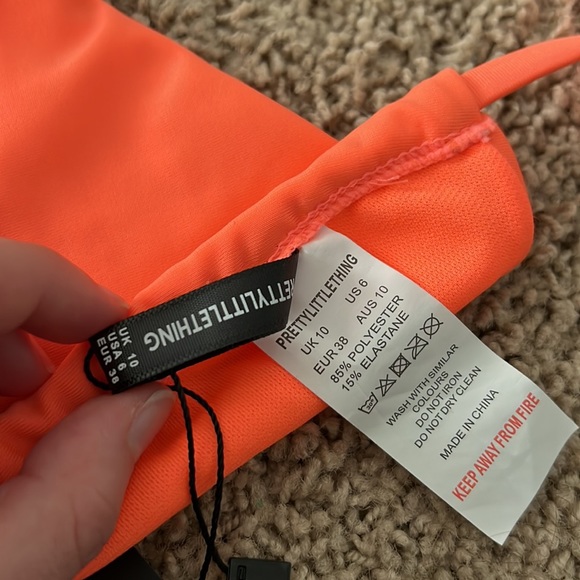 PRETTYLITTLETHING
UK 10
USA 6
EUR 38
PRETTYLITTLETHING
UK 10 US 6
EUR 38 AUS 10
85% POLYESTER
15% ELASTANE
WASH WITH SIMILAR
COLOURS
DO NOT IRON
DO NOT DRY CLEAN
MADE IN CHINA
KEEP AWAY FROM FIRE